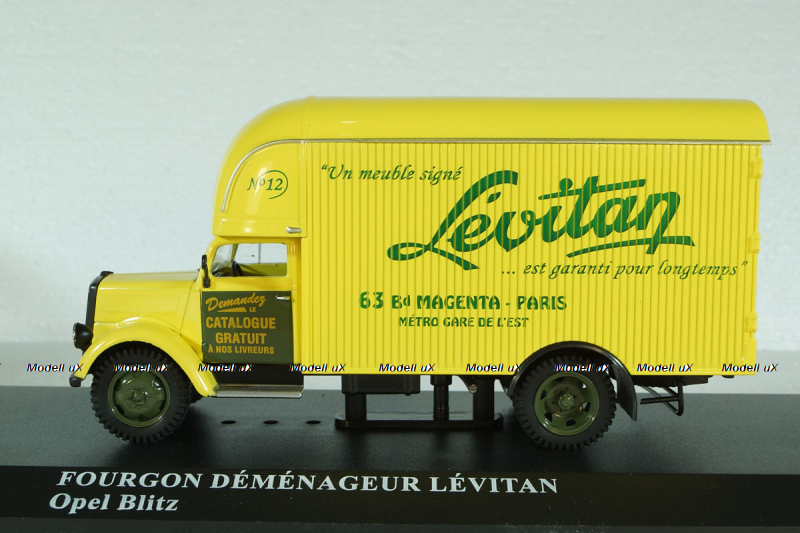 "Un meuble signé
Nº12
Lévitan
... est garanti pour longtemps"
63 Bd MAGENTA - PARIS
MÉTRO GARE DE L'EST
Demandez
LE
CATALOGUE
GRATUIT
À NOS LIVREURS
Modell uX Modell uX Modell uX Modell uX Modell uX Modell uX Modell uX Modell uX Modell uX
FOURGON DÉMÉNAGEUR LÉVITAN
Opel Blitz